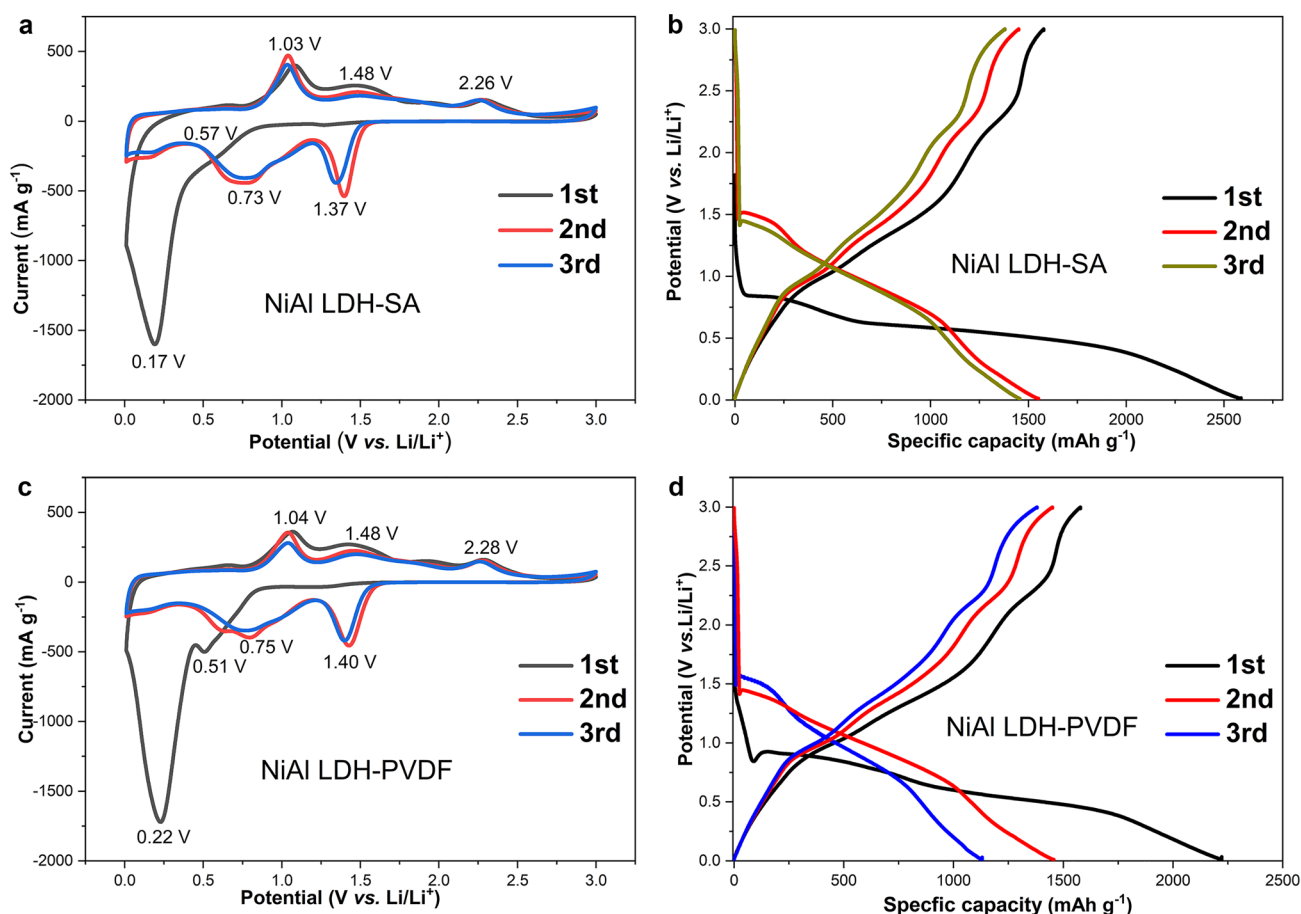 a
500
0
-500
-1000
-1500
-2000
Current (mA g-1)
1.03 V
1.48 V
2.26 V
0.57 V
0.73 V
1.37 V
0.17 V
1st
2nd
3rd
NiAl LDH-SA
0.0 0.5 1.0 1.5 2.0 2.5 3.0
Potential (V vs. Li/Li+)
b
3.0
2.5
2.0
1.5
1.0
0.5
0.0
Potential (V vs. Li/Li+)
1st
2nd
3rd
NiAl LDH-SA
0 500 1000 1500 2000 2500
Specific capacity (mAh g-1)
c
500
0
-500
-1000
-1500
-2000
Current (mA g-1)
1.04 V
1.48 V
2.28 V
0.51 V
0.75 V
1.40 V
0.22 V
1st
2nd
3rd
NiAl LDH-PVDF
0.0 0.5 1.0 1.5 2.0 2.5 3.0
Potential (V vs. Li/Li+)
d
3.0
2.5
2.0
1.5
1.0
0.5
0.0
Potential (V vs.Li/Li+)
1st
2nd
3rd
NiAl LDH-PVDF
0 500 1000 1500 2000 2500
Specfic capacity (mAh g-1)